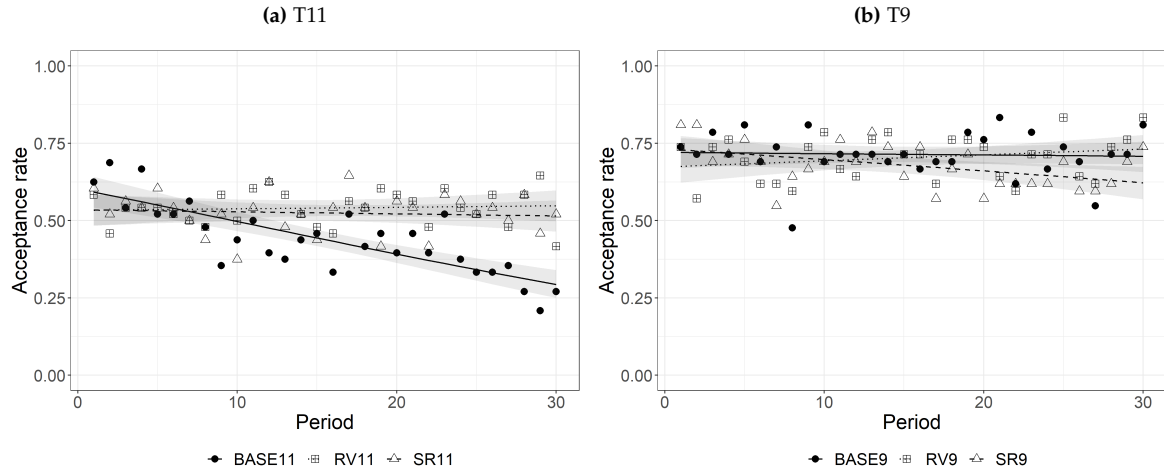 (a) T11
Acceptance rate
1.00
0.75
0.50
0.25
0.00
0
10
20
30
Period
BASE11 RV11 SR11
(b) T9
Acceptance rate
1.00
0.75
0.50
0.25
0.00
0
10
20
30
Period
BASE9 RV9 SR9